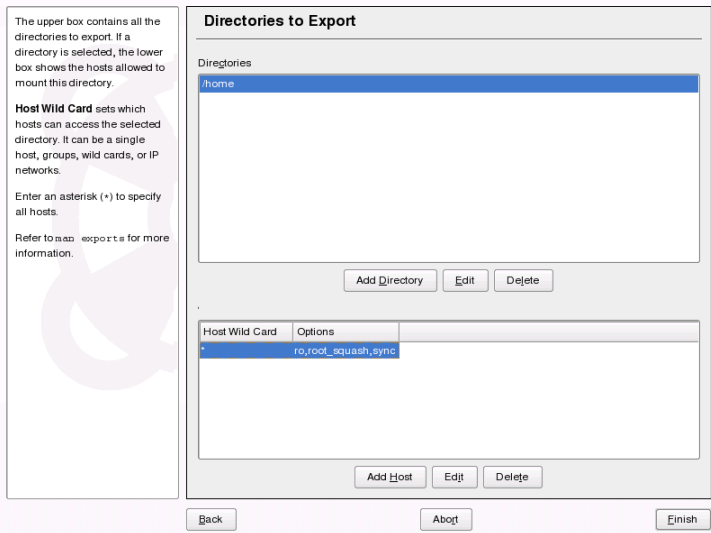 The upper box contains all the
directories to export. If a
directory is selected, the lower
box shows the hosts allowed to
mount this directory.
Host Wild Card sets which
hosts can access the selected
directory. It can be a single
host, groups, wild cards, or IP
networks.
Enter an asterisk (*) to specify
all hosts.
Refer to man exports for more
information.
Directories to Export
Directories
/home
Add Directory Edit Delete
Host Wild Card Options
* ro,root_squash,sync
Add Host Edit Delete
Back Abort Finish